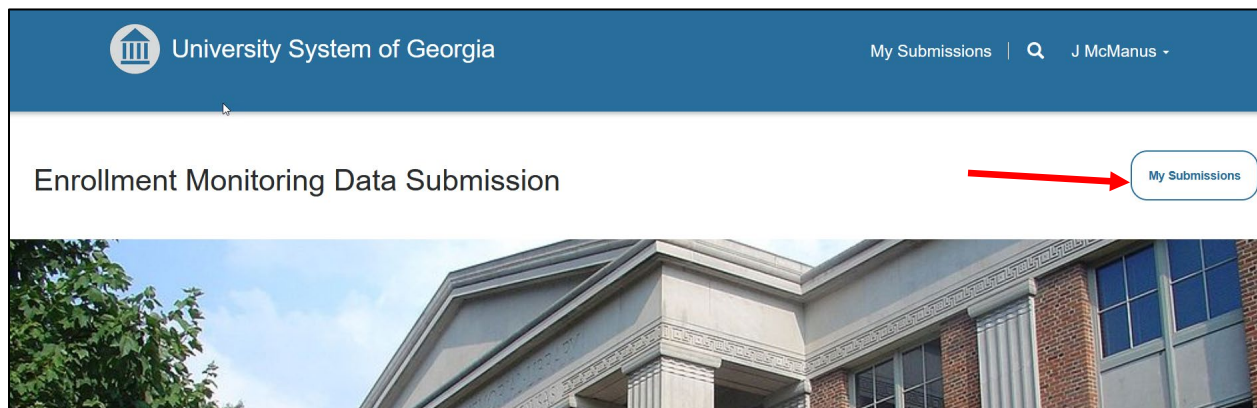 University System of Georgia
My Submissions
J McManus
Enrollment Monitoring Data Submission
My Submissions